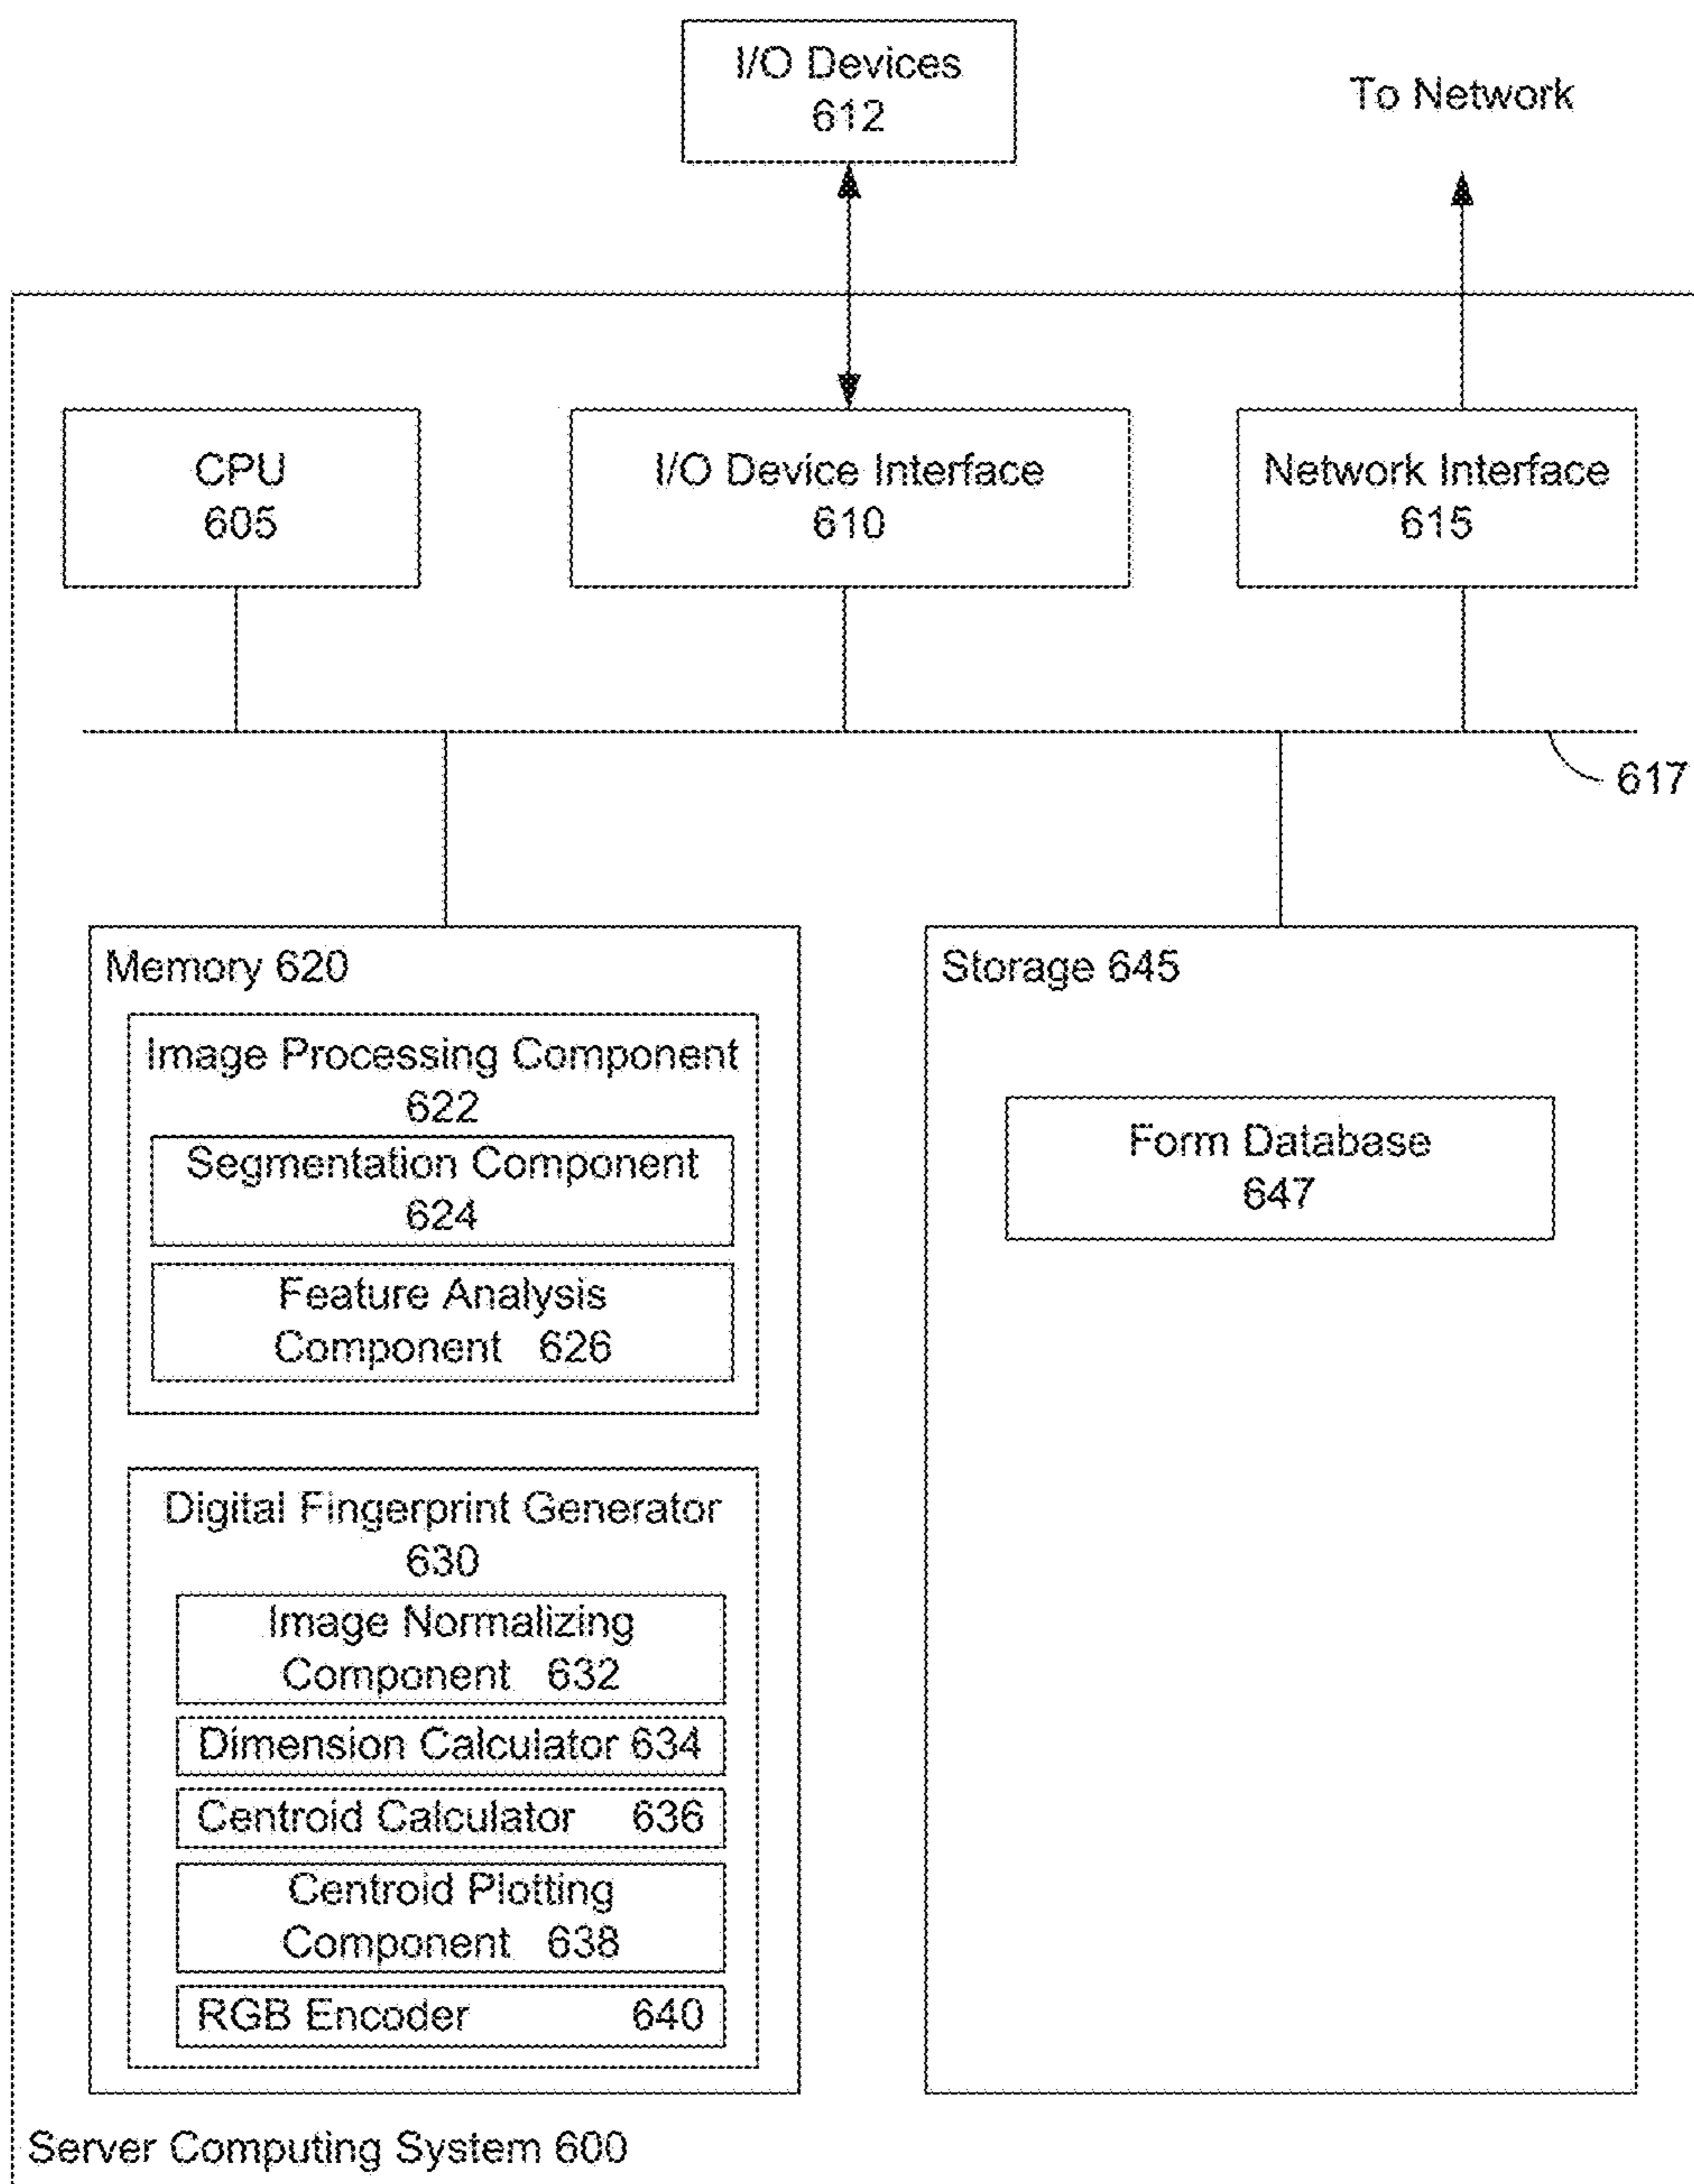 I/O Devices
612
To Network
CPU
605
I/O Device Interface
610
Network Interface
615
617
Memory 620
Image Processing Component
622
Segmentation Component
624
Feature Analysis
Component 626
Digital Fingerprint Generator
630
Image Normalizing
Component 632
Dimension Calculator 634
Centroid Calculator 636
Centroid Plotting
Component 638
RGB Encoder 640
Storage 645
Form Database
647
Server Computing System 600